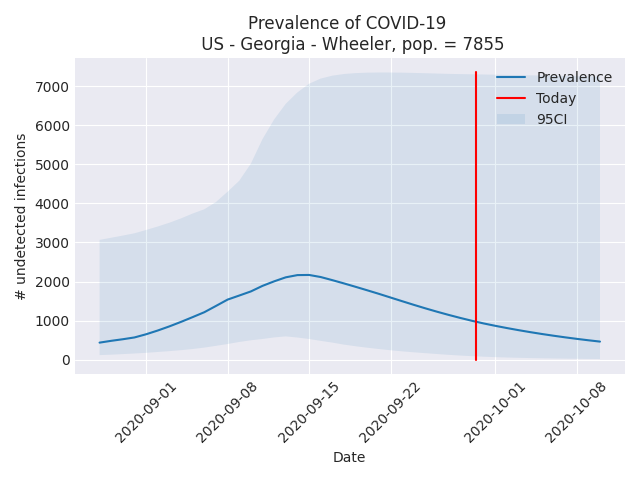 Prevalence of COVID-19
US - Georgia - Wheeler, pop. = 7855
Prevalence
Today
95CI
7000
6000
5000
4000
3000
2000
1000
0
# undetected infections
2020-09-01
2020-09-08
2020-09-15
2020-09-22
2020-10-01
2020-10-08
Date